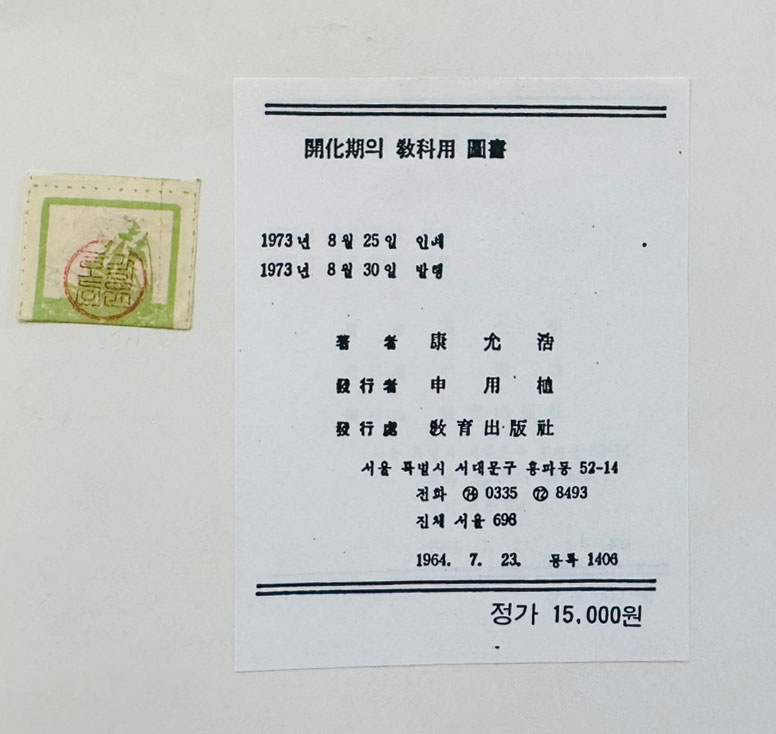 開化期의 敎科用 圖書
1973년 8월 25일 인쇄
1973년 8월 30일 발행
著者 康允浩
發行者 申用植
發行處 敎育出版社
서울 특별시 서대문구 홍파동 52-14
전화 ㉔ 0335 ㉒ 8493
진체 서울 696
1964. 7. 23. 등록 1406
정가 15,000원